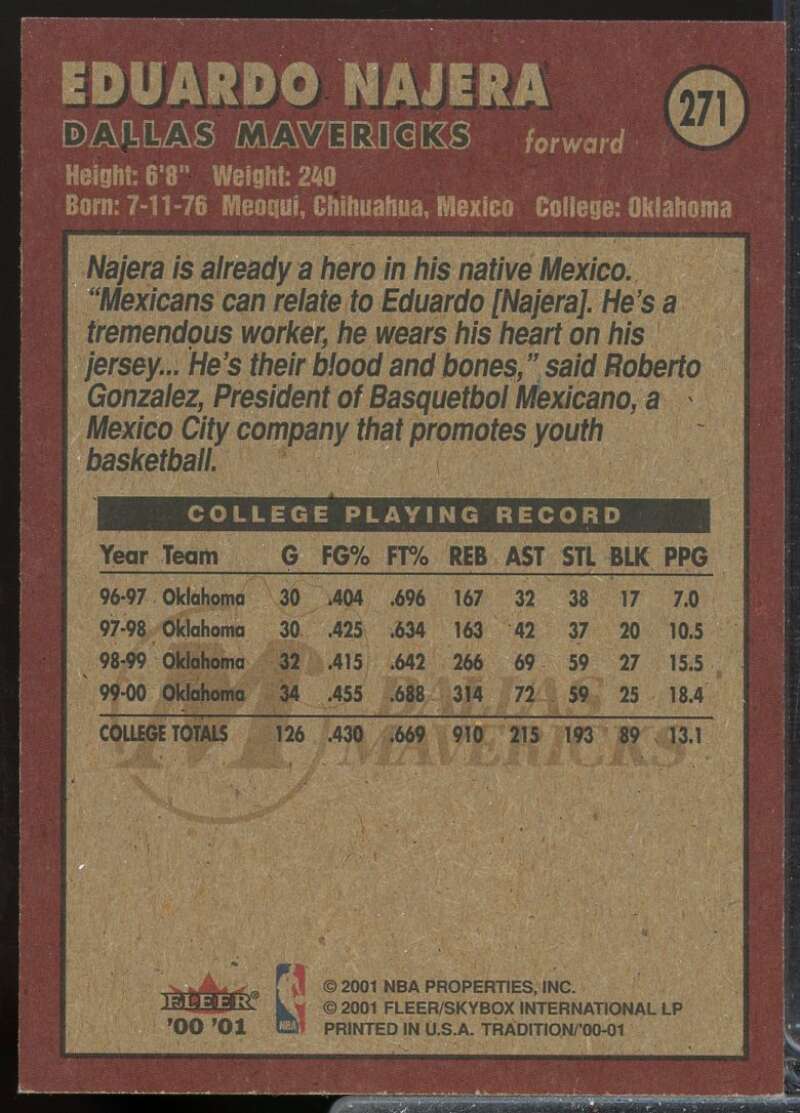 EDUARDO NAJERA
271
DALLAS MAVERICKS forward
Height: 6'8" Weight: 240
Born: 7-11-76 Meoqui, Chihuahua, Mexico College: Oklahoma
Najera is already a hero in his native Mexico.
"Mexicans can relate to Eduardo [Najera]. He's a
tremendous worker, he wears his heart on his
jersey... He's their blood and bones," said Roberto
Gonzalez, President of Basquetbol Mexicano, a
Mexico City company that promotes youth
basketball.
COLLEGE PLAYING RECORD
Year Team G FG% FT% REB AST STL BLK PPG
96-97 Oklahoma 30 .404 .696 167 32 38 17 7.0
97-98 Oklahoma 30 .425 .634 163 42 37 20 10.5
98-99 Oklahoma 32 .415 .642 266 69 59 27 15.5
99-00 Oklahoma 34 .455 .688 314 72 59 25 18.4
COLLEGE TOTALS 126 .430 .669 910 215 193 89 13.1
DALLAS
MAVERICKS
FLEER®
'00 '01
NBA
© 2001 NBA PROPERTIES, INC.
© 2001 FLEER/SKYBOX INTERNATIONAL LP
PRINTED IN U.S.A. TRADITION/'00-01